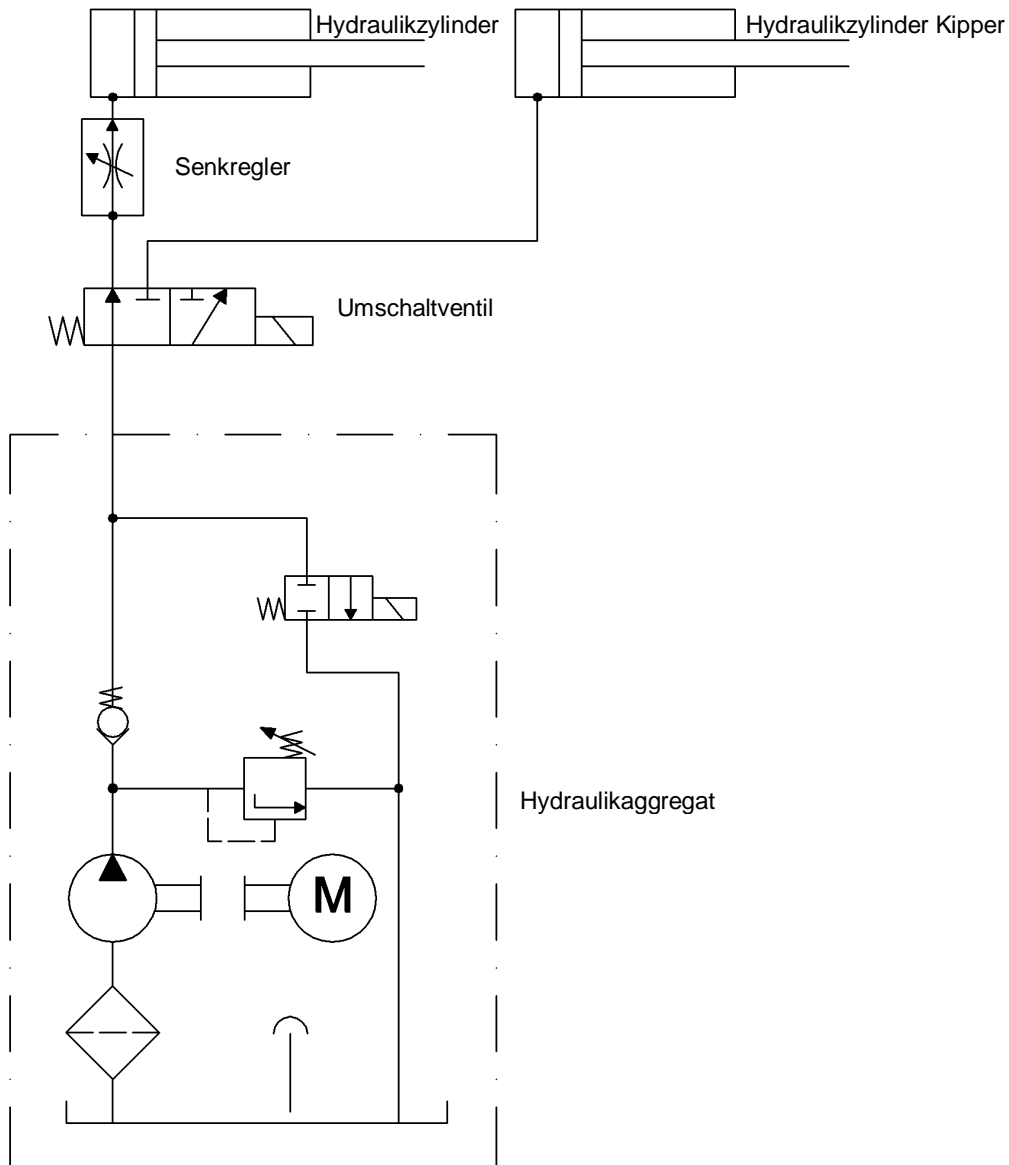 Hydraulikzylinder
Hydraulikzylinder Kipper
Senkregler
Umschaltventil
Hydraulikaggregat
M